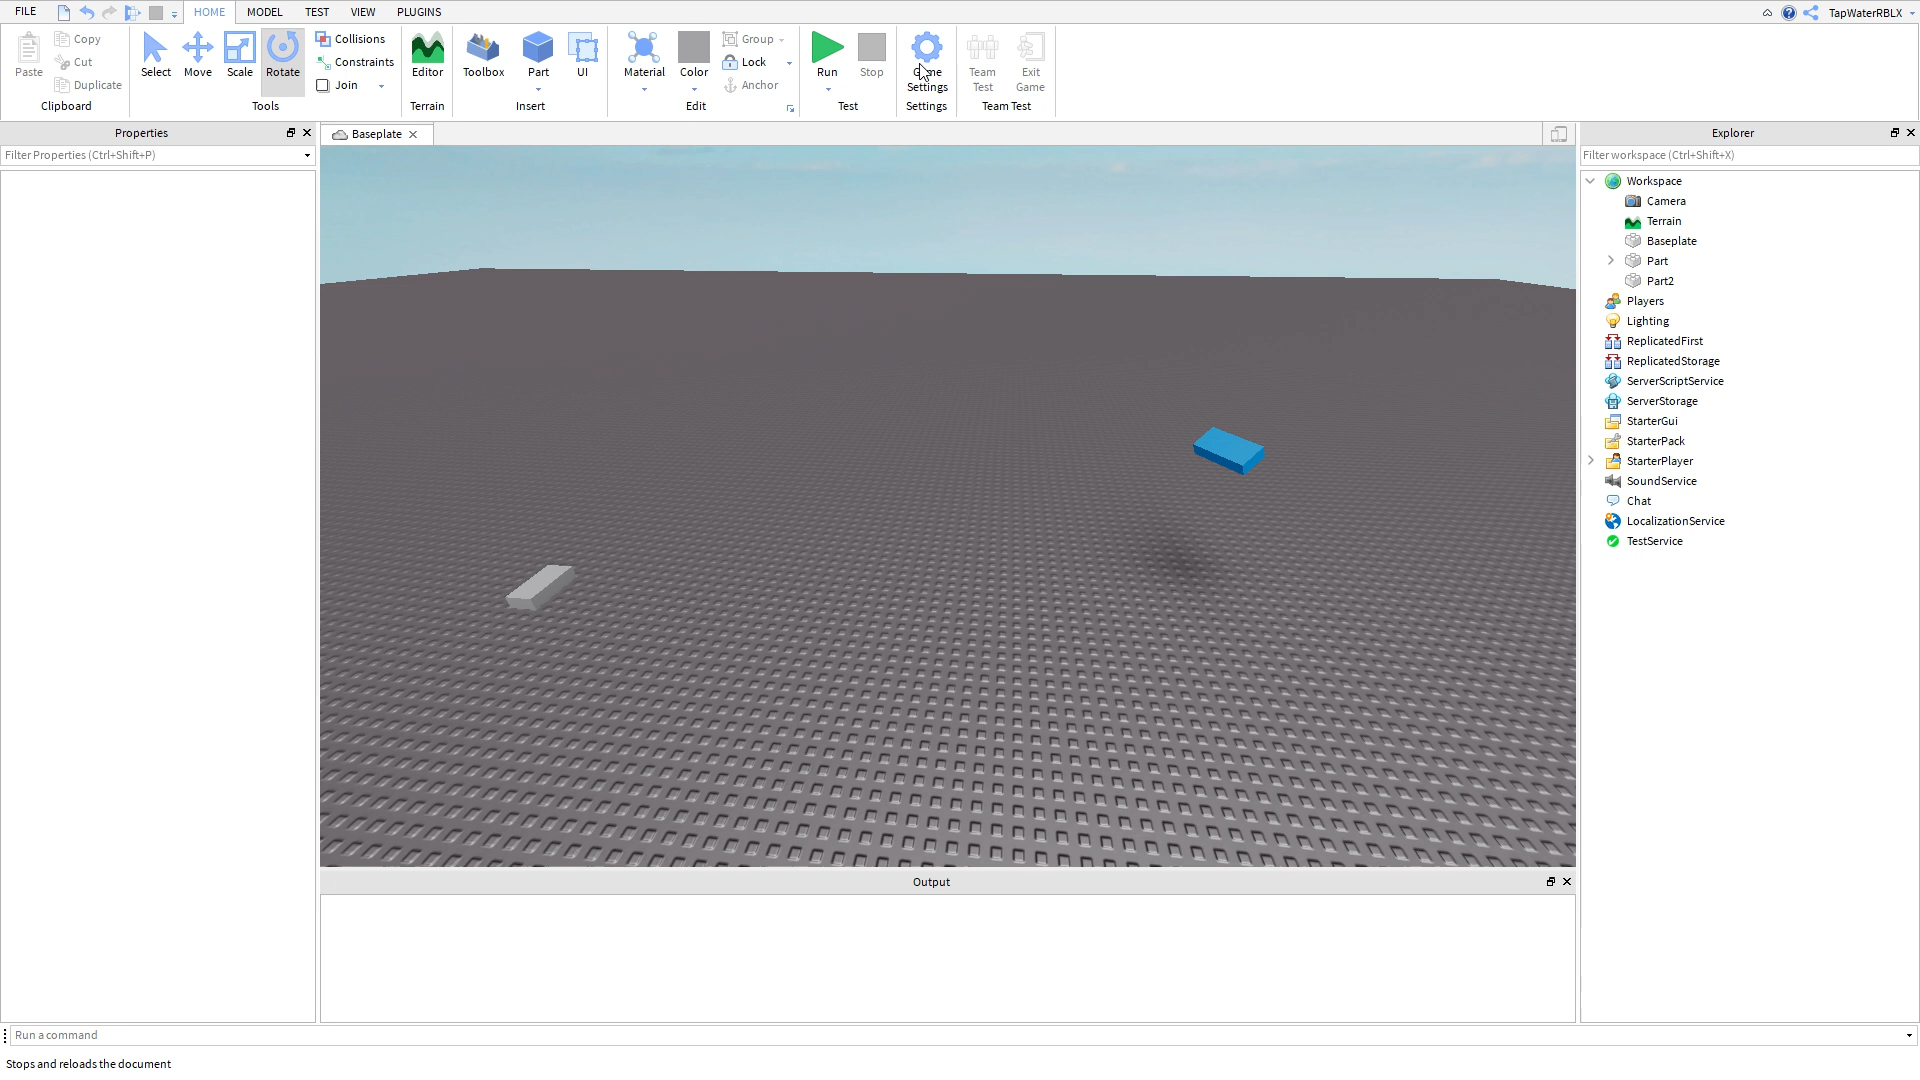 FILE HOME MODEL TEST VIEW PLUGINS TapWaterRBLX
Paste Copy Cut Duplicate Select Move Scale Rotate Collisions Constraints Join Editor Toolbox Part UI Material Color Group Lock Anchor Run Stop Settings Team Test Exit Game
Clipboard Tools Terrain Insert Edit Test Settings Team Test
Properties
Filter Properties (Ctrl+Shift+P)
Baseplate
Explorer
Filter workspace (Ctrl+Shift+X)
Workspace
Camera
Terrain
Baseplate
Part
Part2
Players
Lighting
ReplicatedFirst
ReplicatedStorage
ServerScriptService
ServerStorage
StarterGui
StarterPack
StarterPlayer
SoundService
Chat
LocalizationService
TestService
Output
Run a command
Stops and reloads the document